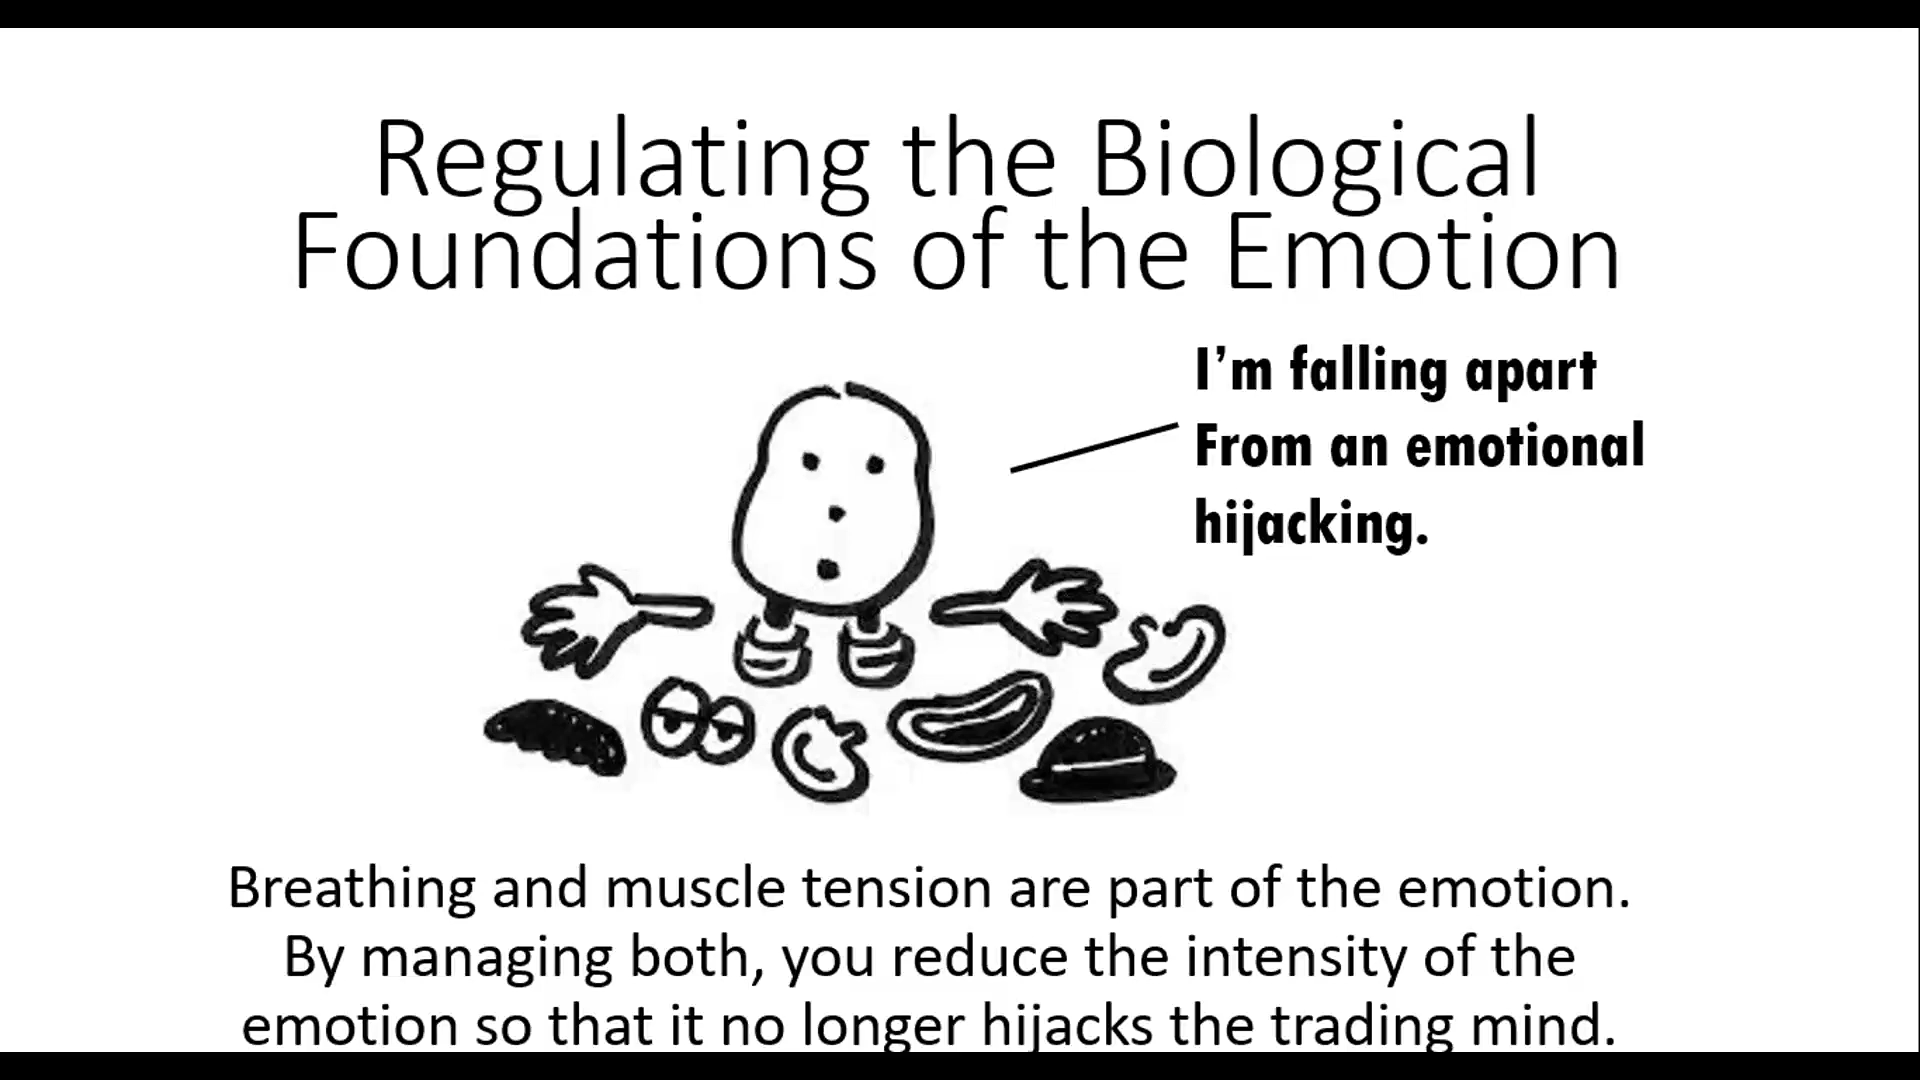 Regulating the Biological
Foundations of the Emotion
I’m falling apart
From an emotional
hijacking.
Breathing and muscle tension are part of the emotion.
By managing both, you reduce the intensity of the
emotion so that it no longer hijacks the trading mind.